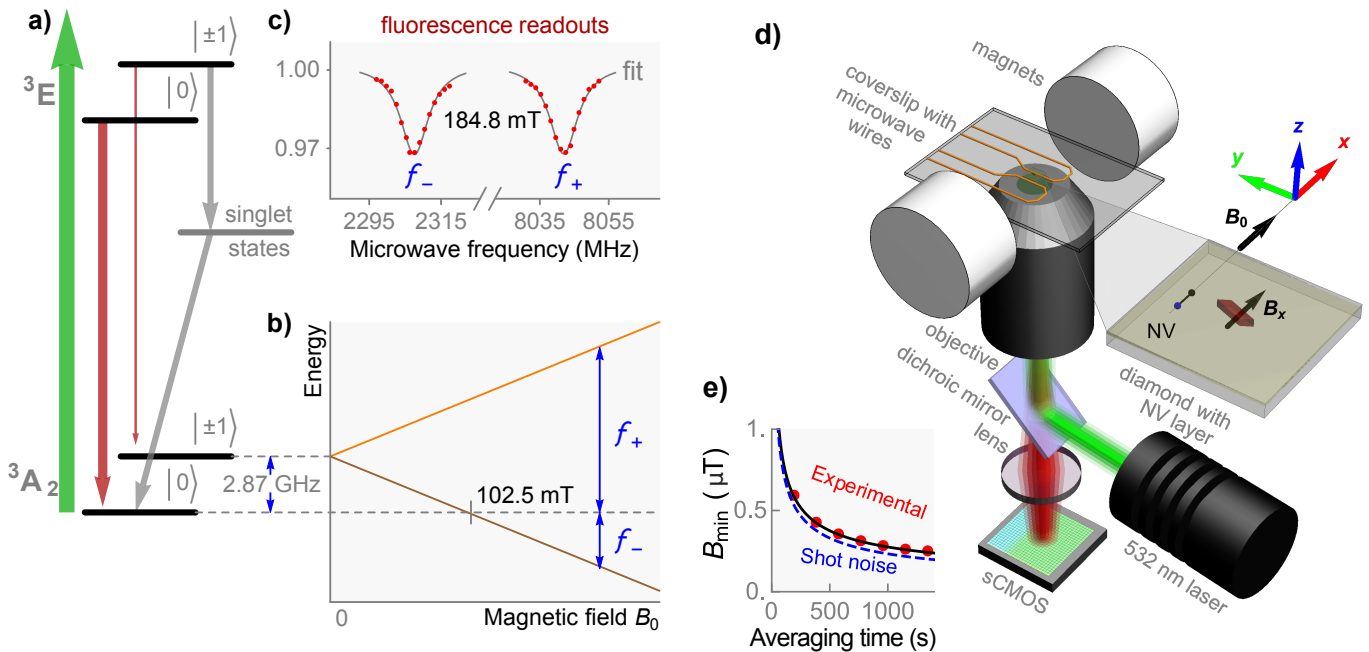 a)
|±1⟩
³E
|0⟩
singlet
states
|±1⟩
³A₂
|0⟩
2.87 GHz
c)
fluorescence readouts
1.00
fit
184.8 mT
0.97
f−
f+
2295
2315
8035
8055
Microwave frequency (MHz)
b)
Energy
f+
102.5 mT
f−
0
Magnetic field B₀
d)
magnets
coverslip with
microwave
wires
z
x
y
B₀
Bₓ
NV
objective
dichroic mirror
lens
diamond with
NV layer
532 nm laser
sCMOS
e)
1.
Experimental
0.5
Shot noise
0.
Bmin ( μT)
0
500
1000
Averaging time (s)